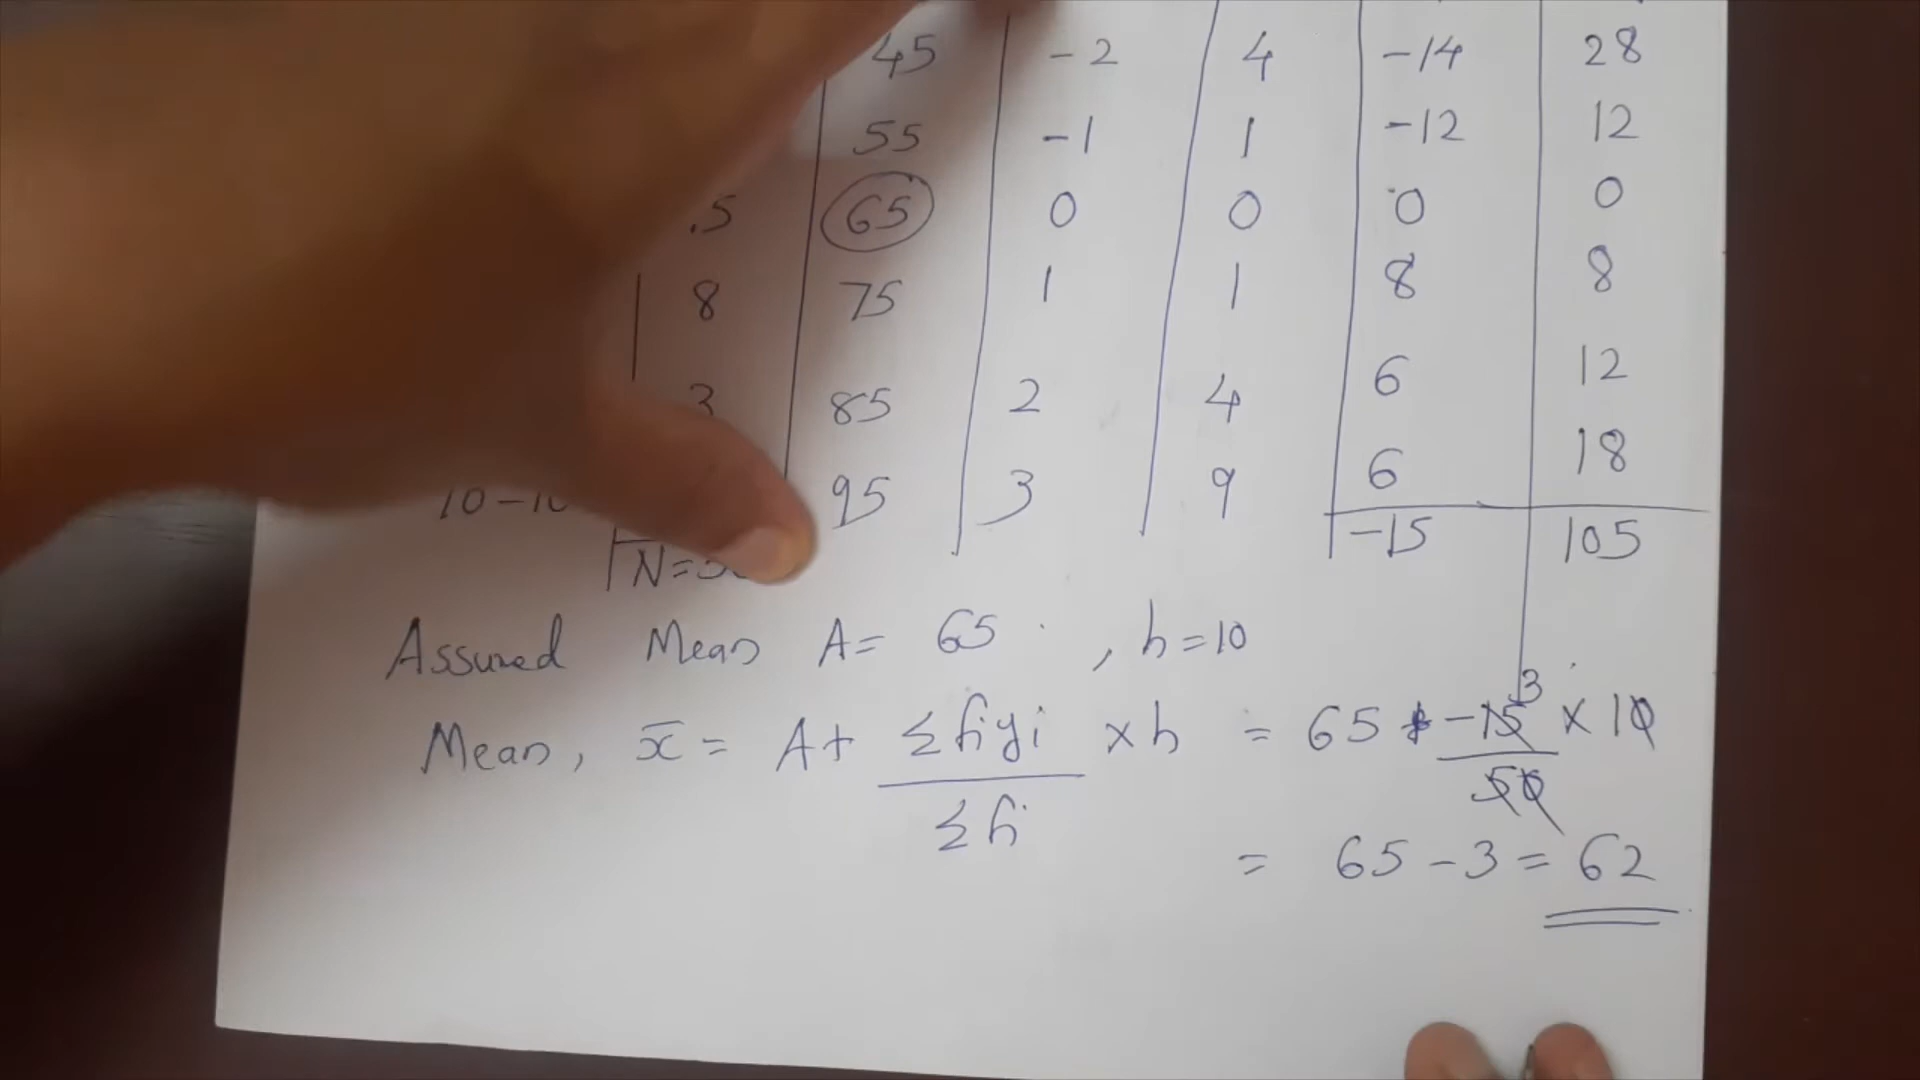 45 -2 4 -14 28
55 -1 1 -12 12
65 0 0 0 0
8 75 1 1 8 8
3 85 2 4 6 12
95 3 9 6 18
-15 105
Assumed Mean A= 65 , h=10
Mean, x̄ = A+ Σfiyi/Σfi ×h = 65 + -15/50 × 10
3
= 65 - 3 = 62